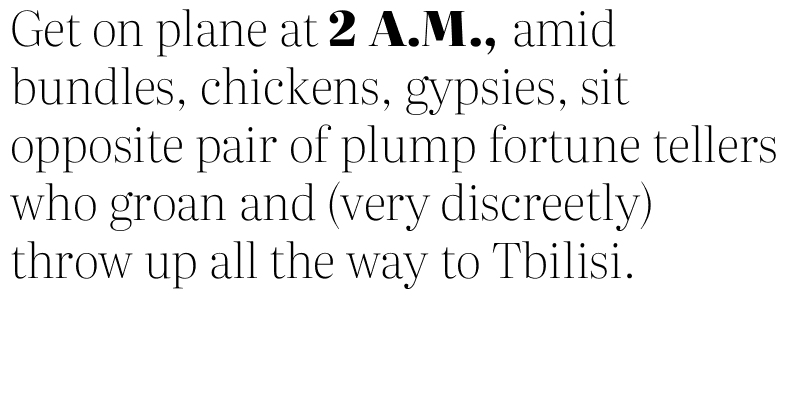 Get on plane at 2 A.M., amid
bundles, chickens, gypsies, sit
opposite pair of plump fortune tellers
who groan and (very discreetly)
throw up all the way to Tbilisi.